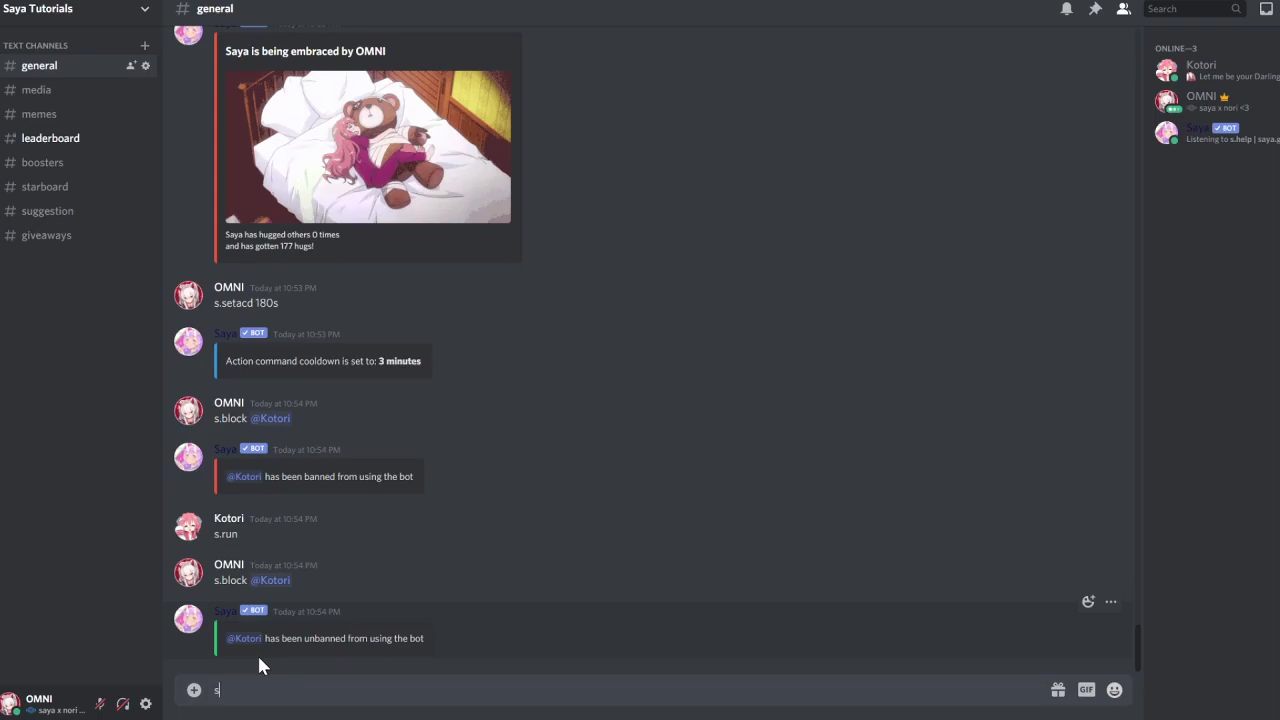 Saya Tutorials
general
Search
TEXT CHANNELS
general
media
memes
leaderboard
boosters
starboard
suggestion
giveaways
OMNI
saya x nori ...
Saya is being embraced by OMNI
Saya has hugged others 0 times
and has gotten 177 hugs!
OMNI Today at 10:53 PM
s.setacd 180s
Saya BOT Today at 10:53 PM
Action command cooldown is set to: 3 minutes
OMNI Today at 10:54 PM
s.block @Kotori
Saya BOT Today at 10:54 PM
@Kotori has been banned from using the bot
Kotori Today at 10:54 PM
s.run
OMNI Today at 10:54 PM
s.block @Kotori
Saya BOT Today at 10:54 PM
@Kotori has been unbanned from using the bot
s
GIF
ONLINE—3
Kotori
Let me be your Darling
OMNI
saya x nori <3
Saya BOT
Listening to s.help | saya.g